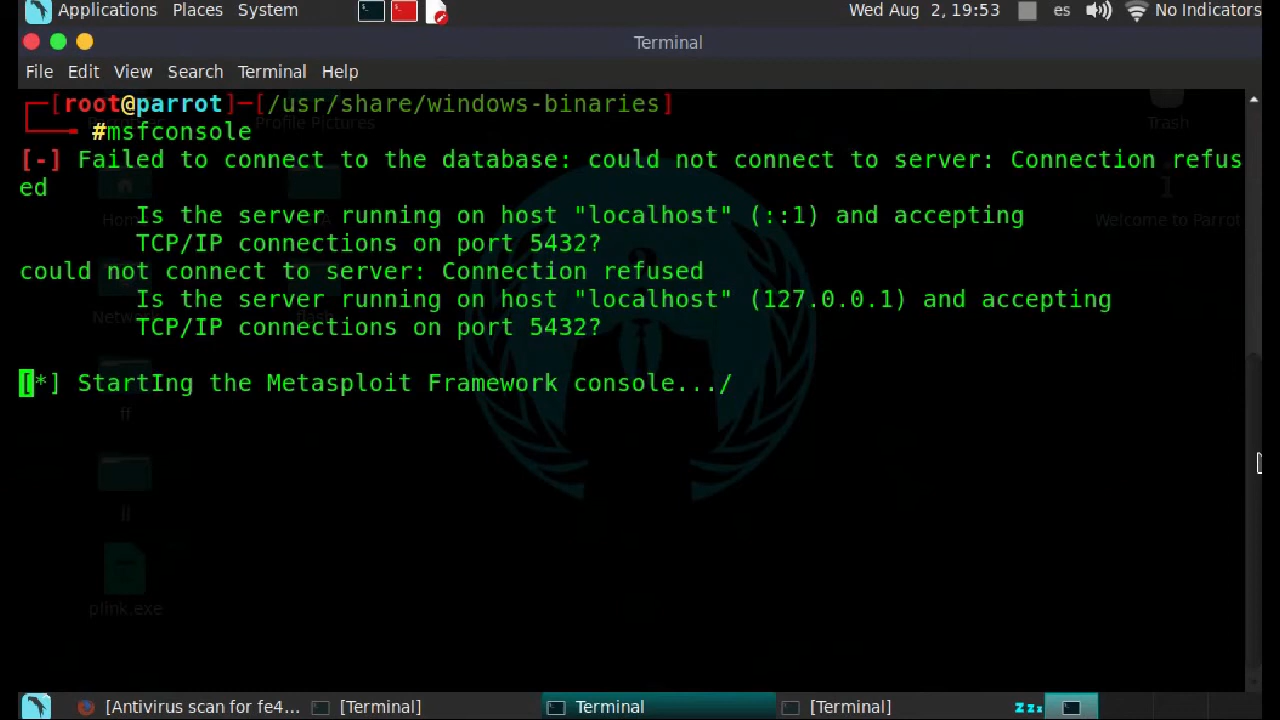 Applications Places System Wed Aug 2, 19:53 es No Indicators
Terminal
File Edit View Search Terminal Help
[root@parrot]─[/usr/share/windows-binaries]
#msfconsole
Profile Pictures
Trash
[-] Failed to connect to the database: could not connect to server: Connection refus
ed
Is the server running on host "localhost" (::1) and accepting
Welcome to Parrot
TCP/IP connections on port 5432?
could not connect to server: Connection refused
Is the server running on host "localhost" (127.0.0.1) and accepting
TCP/IP connections on port 5432?
[*] StartIng the Metasploit Framework console.../
ff
ll
plink.exe
[Antivirus scan for fe4... [Terminal] Terminal [Terminal] zzz